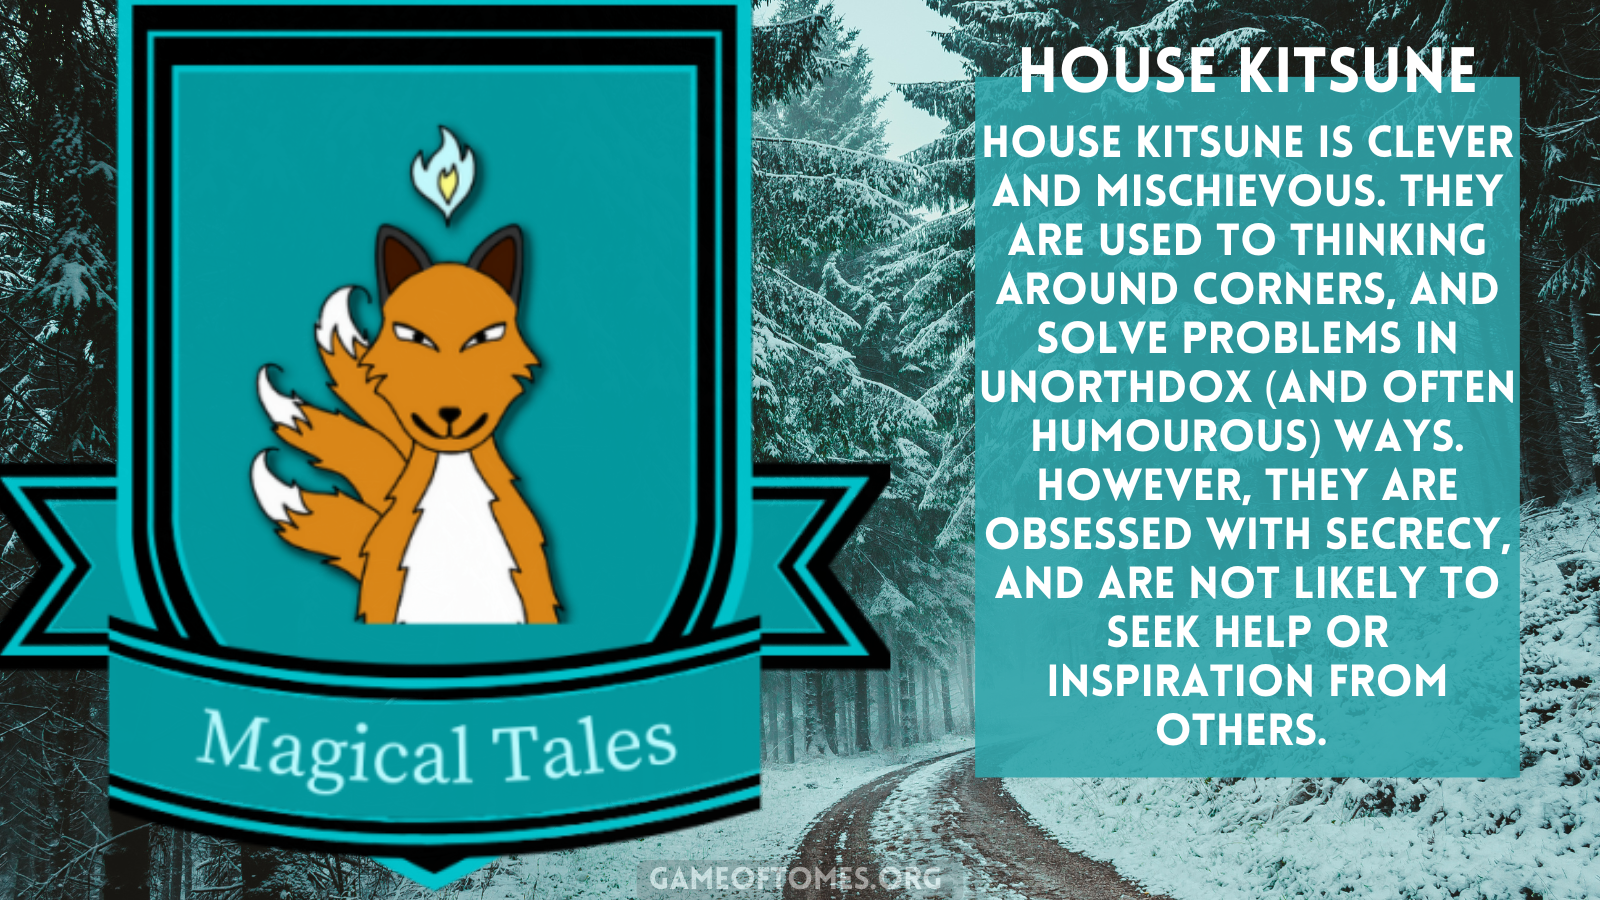 HOUSE KITSUNE
HOUSE KITSUNE IS CLEVER
AND MISCHIEVOUS. THEY
ARE USED TO THINKING
AROUND CORNERS, AND
SOLVE PROBLEMS IN
UNORTHDOX (AND OFTEN
HUMOUROUS) WAYS.
HOWEVER, THEY ARE
OBSESSED WITH SECRECY,
AND ARE NOT LIKELY TO
SEEK HELP OR
INSPIRATION FROM
OTHERS.
Magical Tales
GAMEOFTOMES.ORG